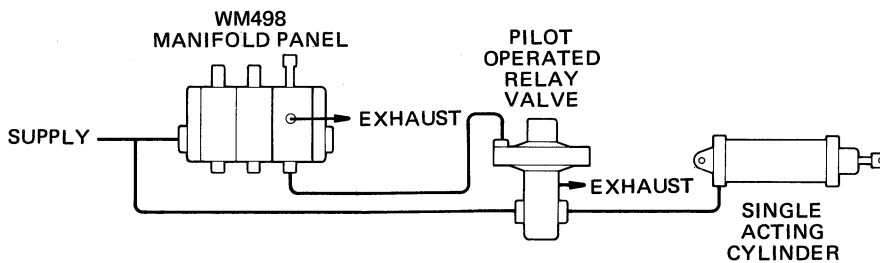 WM498
MANIFOLD PANEL
PILOT
OPERATED
RELAY
VALVE
SUPPLY
EXHAUST
EXHAUST
SINGLE
ACTING
CYLINDER